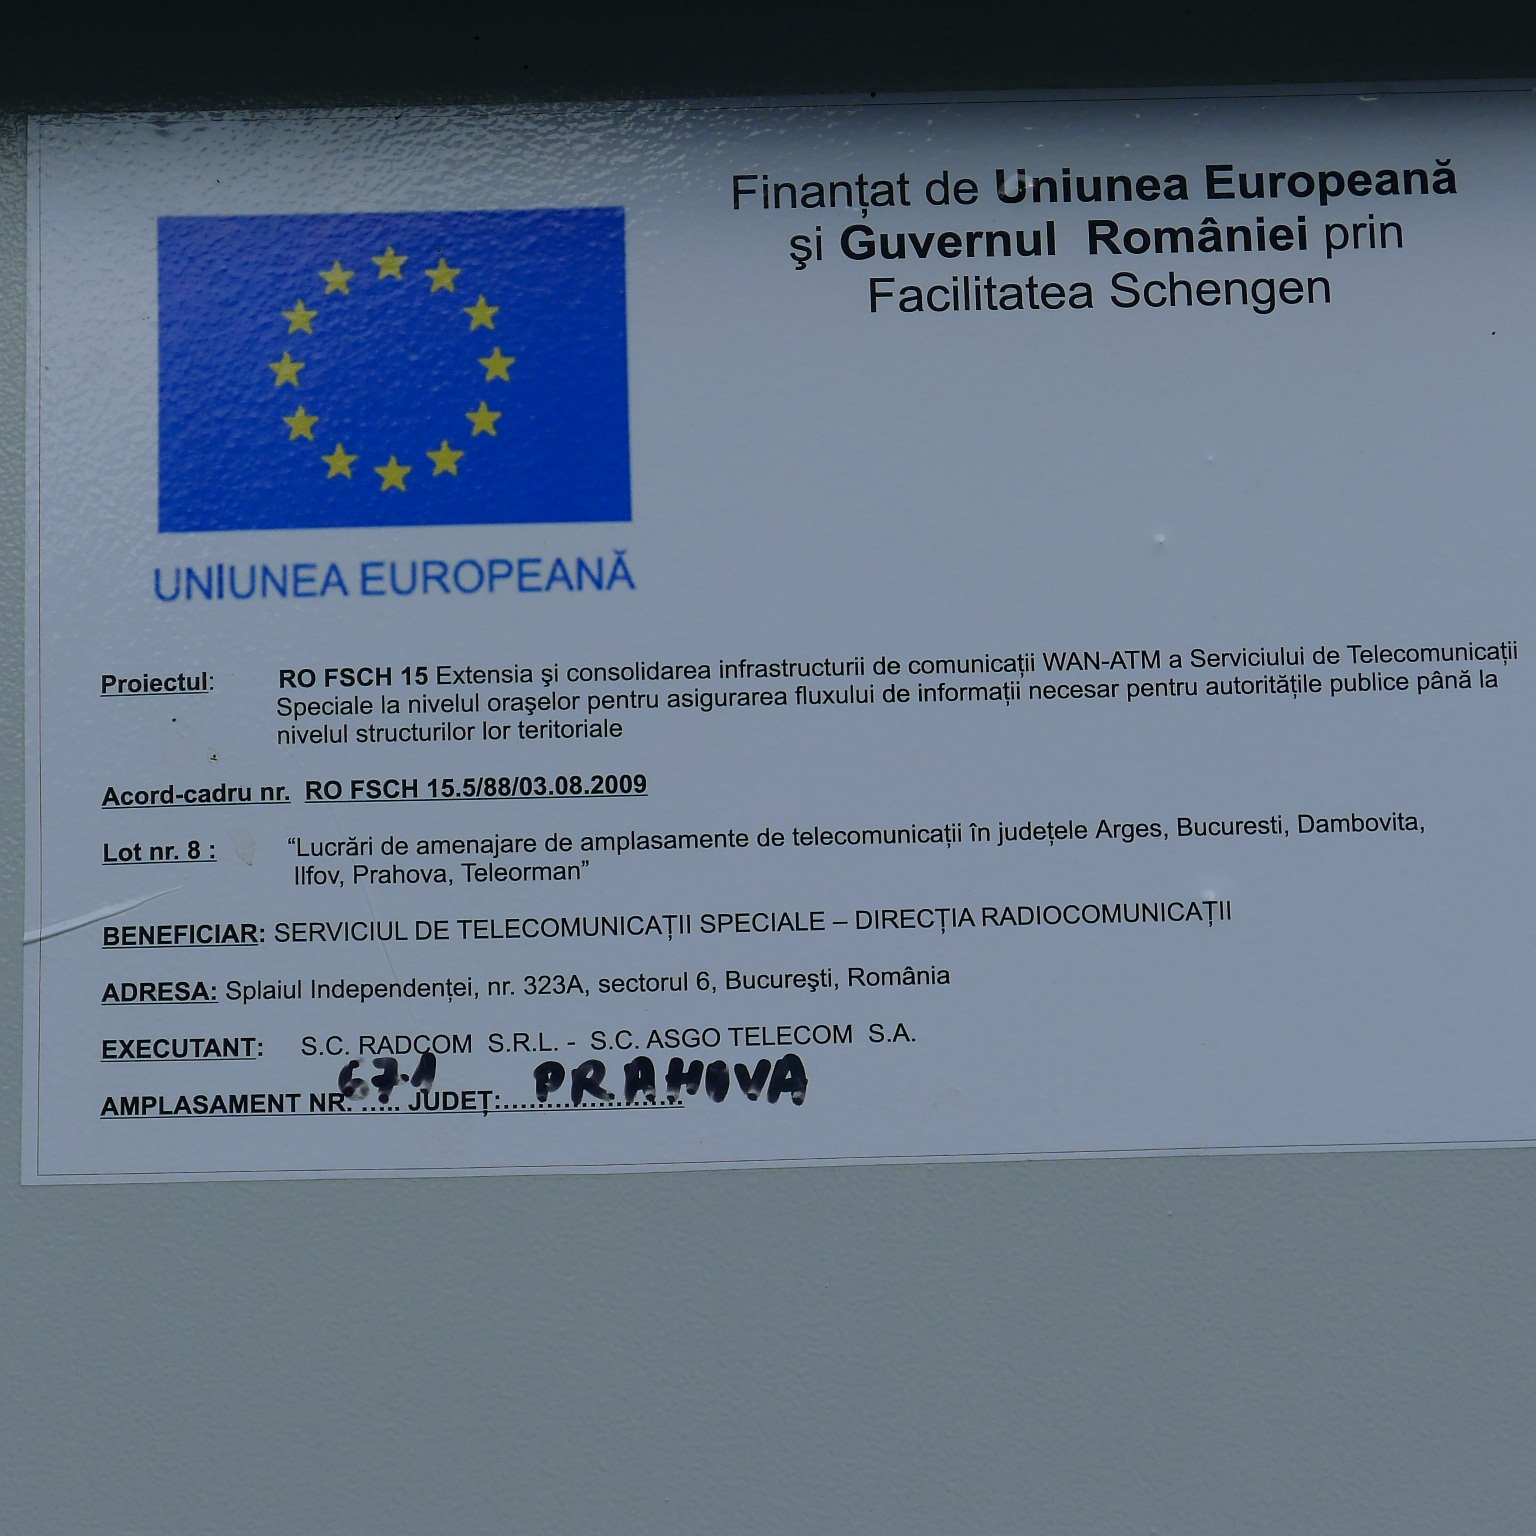 Finanțat de Uniunea Europeană
şi Guvernul României prin
Facilitatea Schengen
UNIUNEA EUROPEANĂ
Proiectul: RO FSCH 15 Extensia şi consolidarea infrastructurii de comunicații WAN-ATM a Serviciului de Telecomunicații
Speciale la nivelul oraşelor pentru asigurarea fluxului de informații necesar pentru autoritățile publice până la
nivelul structurilor lor teritoriale
Acord-cadru nr. RO FSCH 15.5/88/03.08.2009
Lot nr. 8 : “Lucrări de amenajare de amplasamente de telecomunicații în județele Arges, Bucuresti, Dambovita,
Ilfov, Prahova, Teleorman”
BENEFICIAR: SERVICIUL DE TELECOMUNICAȚII SPECIALE – DIRECȚIA RADIOCOMUNICAȚII
ADRESA: Splaiul Independenței, nr. 323A, sectorul 6, Bucureşti, România
EXECUTANT: S.C. RADCOM S.R.L. - S.C. ASGO TELECOM S.A.
AMPLASAMENT NR. 671 JUDEȚ: PRAHOVA